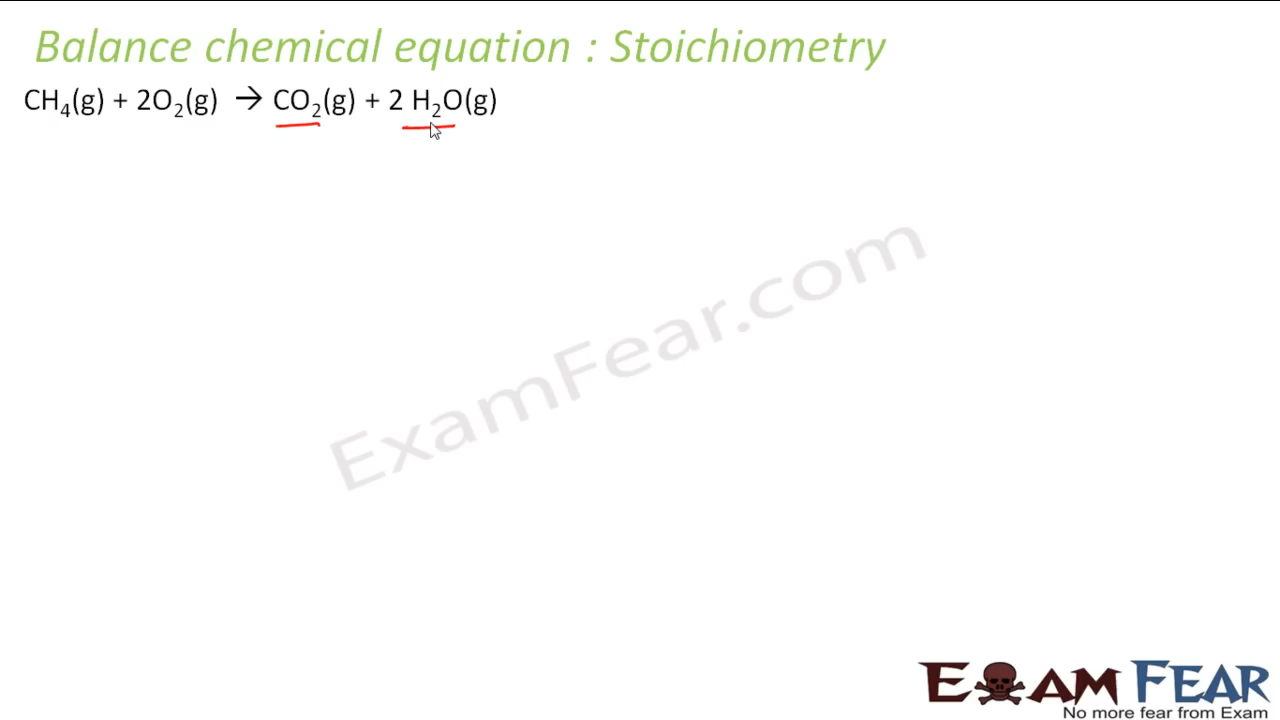 Balance chemical equation : Stoichiometry
CH₄(g) + 2O₂(g) → CO₂(g) + 2 H₂O(g)
ExamFear.com
EXAM FEAR
No more fear from Exam